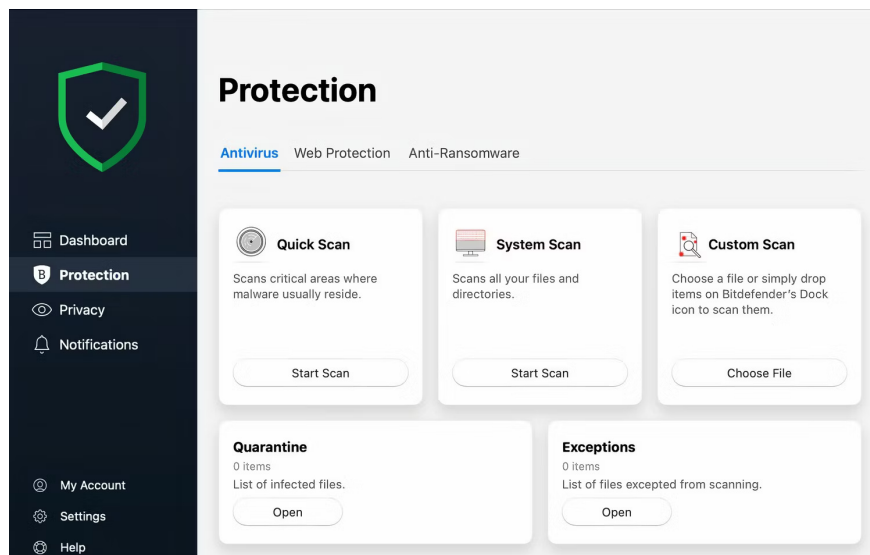 Protection
Antivirus Web Protection Anti-Ransomware
Dashboard
B Protection
Privacy
Notifications
My Account
Settings
Help
Quick Scan
Scans critical areas where
malware usually reside.
Start Scan
System Scan
Scans all your files and
directories.
Start Scan
Custom Scan
Choose a file or simply drop
items on Bitdefender's Dock
icon to scan them.
Choose File
Quarantine
0 items
List of infected files.
Open
Exceptions
0 items
List of files excepted from scanning.
Open